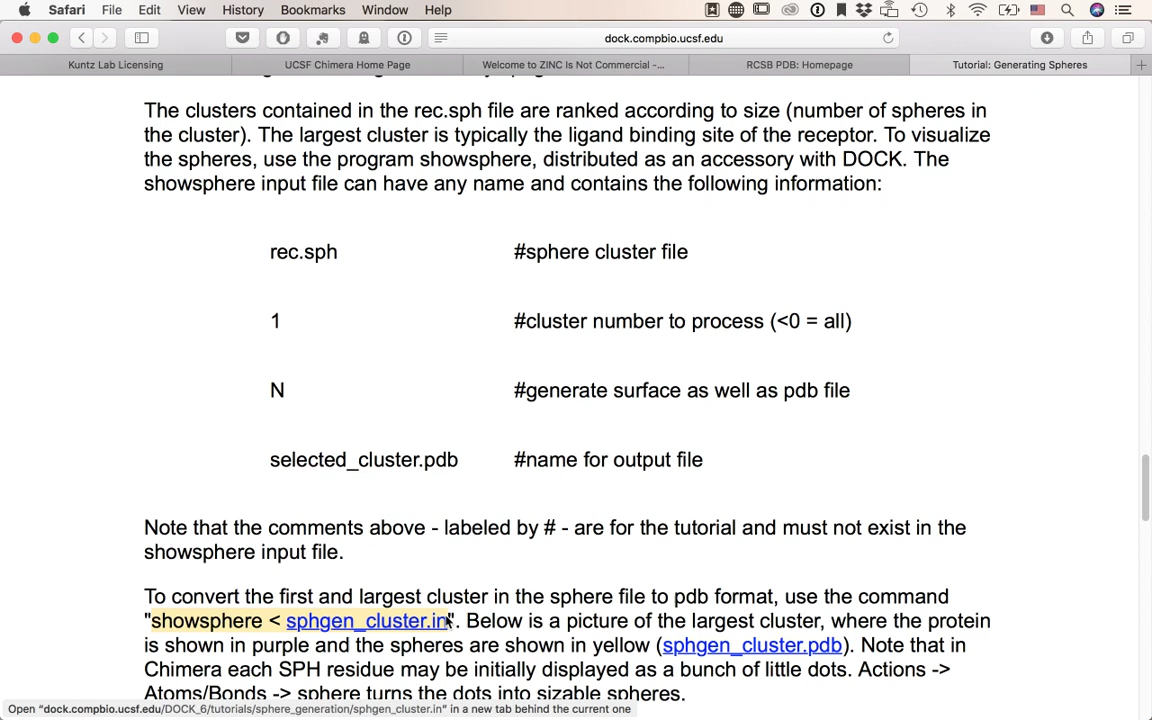 Safari File Edit View History Bookmarks Window Help
dock.compbio.ucsf.edu
Kuntz Lab Licensing UCSF Chimera Home Page Welcome to ZINC Is Not Commercial -... RCSB PDB: Homepage Tutorial: Generating Spheres
The clusters contained in the rec.sph file are ranked according to size (number of spheres in
the cluster). The largest cluster is typically the ligand binding site of the receptor. To visualize
the spheres, use the program showsphere, distributed as an accessory with DOCK. The
showsphere input file can have any name and contains the following information:
rec.sph #sphere cluster file
1 #cluster number to process (<0 = all)
N #generate surface as well as pdb file
selected_cluster.pdb #name for output file
Note that the comments above - labeled by # - are for the tutorial and must not exist in the
showsphere input file.
To convert the first and largest cluster in the sphere file to pdb format, use the command
"showsphere < sphgen_cluster.in". Below is a picture of the largest cluster, where the protein
is shown in purple and the spheres are shown in yellow (sphgen_cluster.pdb). Note that in
Chimera each SPH residue may be initially displayed as a bunch of little dots. Actions ->
Atoms/Bonds -> sphere turns the dots into sizable spheres.
Open "dock.compbio.ucsf.edu/DOCK_6/tutorials/sphere_generation/sphgen_cluster.in" in a new tab behind the current one